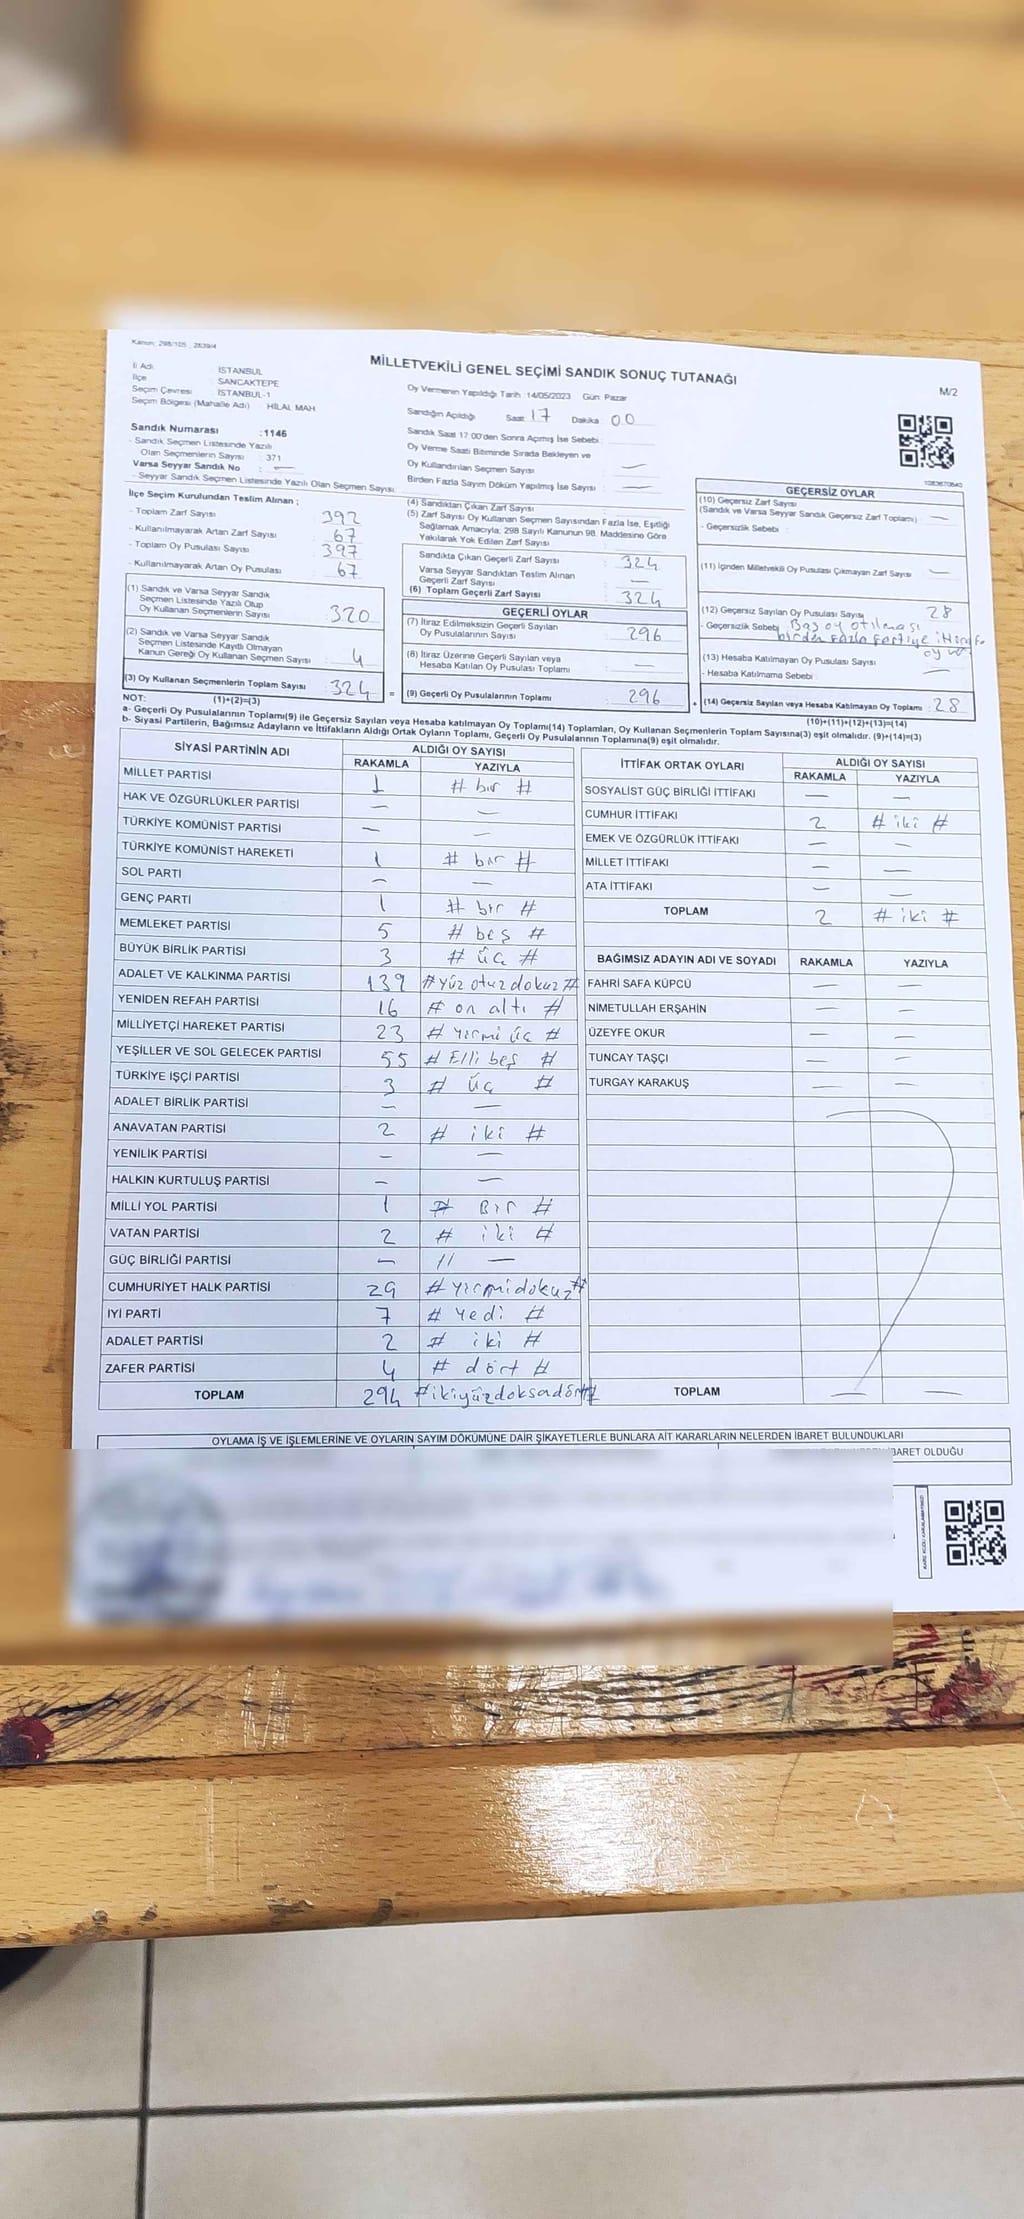 Kanun: 298/105 , 2839/4
MİLLETVEKİLİ GENEL SEÇİMİ SANDIK SONUÇ TUTANAĞI
M/2
İl Adı : İSTANBUL
İlçe : SANCAKTEPE
Seçim Çevresi : İSTANBUL-1
Seçim Bölgesi (Mahalle Adı) : HİLAL MAH
Sandık Numarası :1146
- Sandık Seçmen Listesinde Yazılı
Olan Seçmenlerin Sayısı : 371
Varsa Seyyar Sandık No : —
- Seyyar Sandık Seçmen Listesinde Yazılı Olan Seçmen Sayısı:
Oy Vermenin Yapıldığı Tarih :14/05/2023 Gün: Pazar
Sandığın Açıldığı Saat 17 Dakika 00
Sandık Saat 17:00'den Sonra Açımış İse Sebebi :
Oy Verme Saati Bitiminde Sırada Bekleyen ve
Oy Kullandırılan Seçmen Sayısı : —
Birden Fazla Sayım Döküm Yapılmış İse Sayısı : —
İlçe Seçim Kurulundan Teslim Alınan ;
- Toplam Zarf Sayısı : 392
- Kullanılmayarak Artan Zarf Sayısı : 67
- Toplam Oy Pusulası Sayısı : 397
- Kullanılmayarak Artan Oy Pusulası : 67
(1) Sandık ve Varsa Seyyar Sandık
Seçmen Listesinde Yazılı Olup
Oy Kullanan Seçmenlerin Sayısı : 320
(2) Sandık ve Varsa Seyyar Sandık
Seçmen Listesinde Kayıtlı Olmayan
Kanun Gereği Oy Kullanan Seçmen Sayısı : 4
(3) Oy Kullanan Seçmenlerin Toplam Sayısı : 324 =
(1)+(2)=(3)
(4) Sandıktan Çıkan Zarf Sayısı :
(5) Zarf Sayısı Oy Kullanan Seçmen Sayısından Fazla İse, Eşitliği
Sağlamak Amacıyla; 298 Sayılı Kanunun 98. Maddesine Göre
Yakılarak Yok Edilen Zarf Sayısı :
Sandıkta Çıkan Geçerli Zarf Sayısı : 324
Varsa Seyyar Sandıktan Teslim Alınan
Geçerli Zarf Sayısı : —
(6) Toplam Geçerli Zarf Sayısı : 324
GEÇERLİ OYLAR
(7) İtiraz Edilmeksizin Geçerli Sayılan
Oy Pusulalarının Sayısı : 296
(8) İtiraz Üzerine Geçerli Sayılan veya
Hesaba Katılan Oy Pusulası Toplamı : —
(9) Geçerli Oy Pusulalarının Toplamı : 296 +
GEÇERSİZ OYLAR
(10) Geçersiz Zarf Sayısı
(Sandık ve Varsa Seyyar Sandık Geçersiz Zarf Toplamı) : —
- Geçersizlik Sebebi :
(11) İçinden Milletvekili Oy Pusulası Çıkmayan Zarf Sayısı : —
(12) Geçersiz Sayılan Oy Pusulası Sayısı : 28
- Geçersizlik Sebebi : Boş oy atılması
birden fazla partiye
oy
(13) Hesaba Katılmayan Oy Pusulası Sayısı : —
- Hesaba Katılmama Sebebi :
(14) Geçersiz Sayılan veya Hesaba Katılmayan Oy Toplamı : 28
(10)+(11)+(12)+(13)=(14)
NOT:
a- Geçerli Oy Pusulalarının Toplamı(9) ile Geçersiz Sayılan veya Hesaba katılmayan Oy Toplamı(14) Toplamları, Oy Kullanan Seçmenlerin Toplam Sayısına(3) eşit olmalıdır. (9)+(14)=(3)
b- Siyasi Partilerin, Bağımsız Adayların ve İttifakların Aldığı Ortak Oyların Toplamı, Geçerli Oy Pusulalarının Toplamına(9) eşit olmalıdır.
SİYASİ PARTİNİN ADI ALDIĞI OY SAYISI
RAKAMLA YAZIYLA
MİLLET PARTİSİ 1 # bir #
HAK VE ÖZGÜRLÜKLER PARTİSİ — —
TÜRKİYE KOMÜNİST PARTİSİ — —
TÜRKİYE KOMÜNİST HAREKETİ 1 # bir #
SOL PARTİ — —
GENÇ PARTİ 1 # bir #
MEMLEKET PARTİSİ 5 # beş #
BÜYÜK BİRLİK PARTİSİ 3 # üç #
ADALET VE KALKINMA PARTİSİ 139 #yüz otuz dokuz #
YENİDEN REFAH PARTİSİ 16 # on altı #
MİLLİYETÇİ HAREKET PARTİSİ 23 # Yirmi üç #
YEŞİLLER VE SOL GELECEK PARTİSİ 55 # Elli beş #
TÜRKİYE İŞÇİ PARTİSİ 3 # üç #
ADALET BİRLİK PARTİSİ — —
ANAVATAN PARTİSİ 2 # iki #
YENİLİK PARTİSİ — —
HALKIN KURTULUŞ PARTİSİ — —
MİLLİ YOL PARTİSİ 1 # Bir #
VATAN PARTİSİ 2 # iki #
GÜÇ BİRLİĞİ PARTİSİ — // —
CUMHURİYET HALK PARTİSİ 29 # Yirmidokuz #
İYİ PARTİ 7 # Yedi #
ADALET PARTİSİ 2 # iki #
ZAFER PARTİSİ 4 # dört #
TOPLAM 294 #ikiyüzdoksadört#
İTTİFAK ORTAK OYLARI ALDIĞI OY SAYISI
RAKAMLA YAZIYLA
SOSYALİST GÜÇ BİRLİĞİ İTTİFAKI — —
CUMHUR İTTİFAKI 2 # iki #
EMEK VE ÖZGÜRLÜK İTTİFAKI — —
MİLLET İTTİFAKI — —
ATA İTTİFAKI — —
TOPLAM 2 # iki #
BAĞIMSIZ ADAYIN ADI VE SOYADI RAKAMLA YAZIYLA
FAHRİ SAFA KÜPCÜ — —
NİMETULLAH ERŞAHİN — —
ÜZEYFE OKUR — —
TUNCAY TAŞÇI — —
TURGAY KARAKUŞ — —
TOPLAM — —
OYLAMA İŞ VE İŞLEMLERİNE VE OYLARIN SAYIM DÖKÜMÜNE DAİR ŞİKAYETLERLE BUNLARA AİT KARARLARIN NELERDEN İBARET BULUNDUKLARI
OLDUĞU